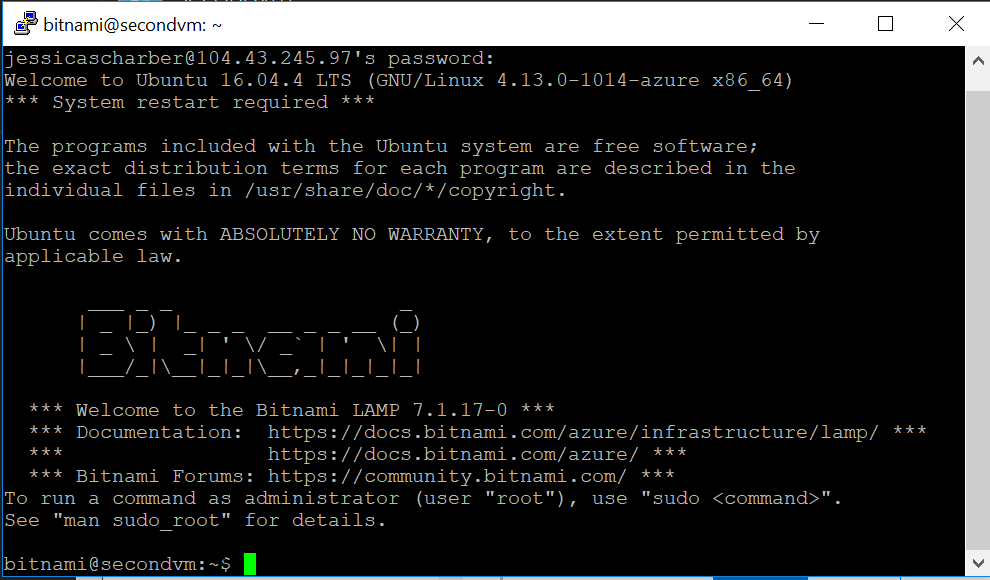 bitnami@secondvm: ~
jessicascharber@104.43.245.97's password:
Welcome to Ubuntu 16.04.4 LTS (GNU/Linux 4.13.0-1014-azure x86_64)
*** System restart required ***
The programs included with the Ubuntu system are free software;
the exact distribution terms for each program are described in the
individual files in /usr/share/doc/*/copyright.
Ubuntu comes with ABSOLUTELY NO WARRANTY, to the extent permitted by
applicable law.
Bitnami
*** Welcome to the Bitnami LAMP 7.1.17-0 ***
*** Documentation:  https://docs.bitnami.com/azure/infrastructure/lamp/ ***
***                 https://docs.bitnami.com/azure/ ***
*** Bitnami Forums: https://community.bitnami.com/ ***
To run a command as administrator (user "root"), use "sudo <command>".
See "man sudo_root" for details.
bitnami@secondvm:~$